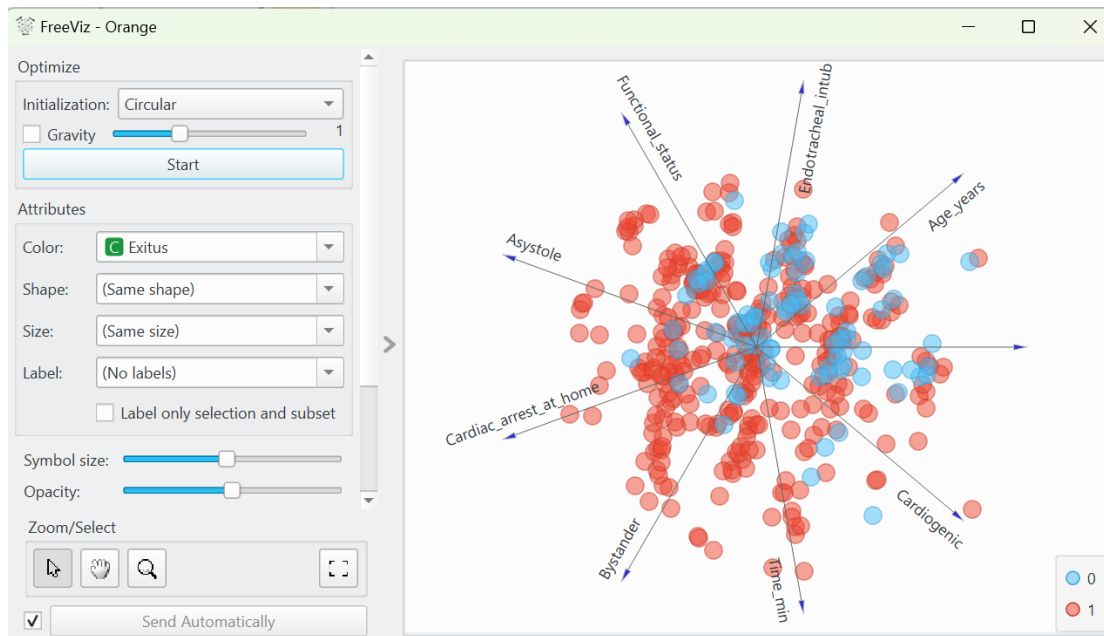 FreeViz - Orange
Optimize
Initialization: Circular
Gravity 1
Start
Attributes
Color: C Exitus
Shape: (Same shape)
Size: (Same size)
Label: (No labels)
Label only selection and subset
Symbol size:
Opacity:
Zoom/Select
Send Automatically
Functional_status
Endotracheal_intub
Age_years
Asystole
Cardiac_arrest_at_home
Bystander
Time_min
Cardiogenic
0
1